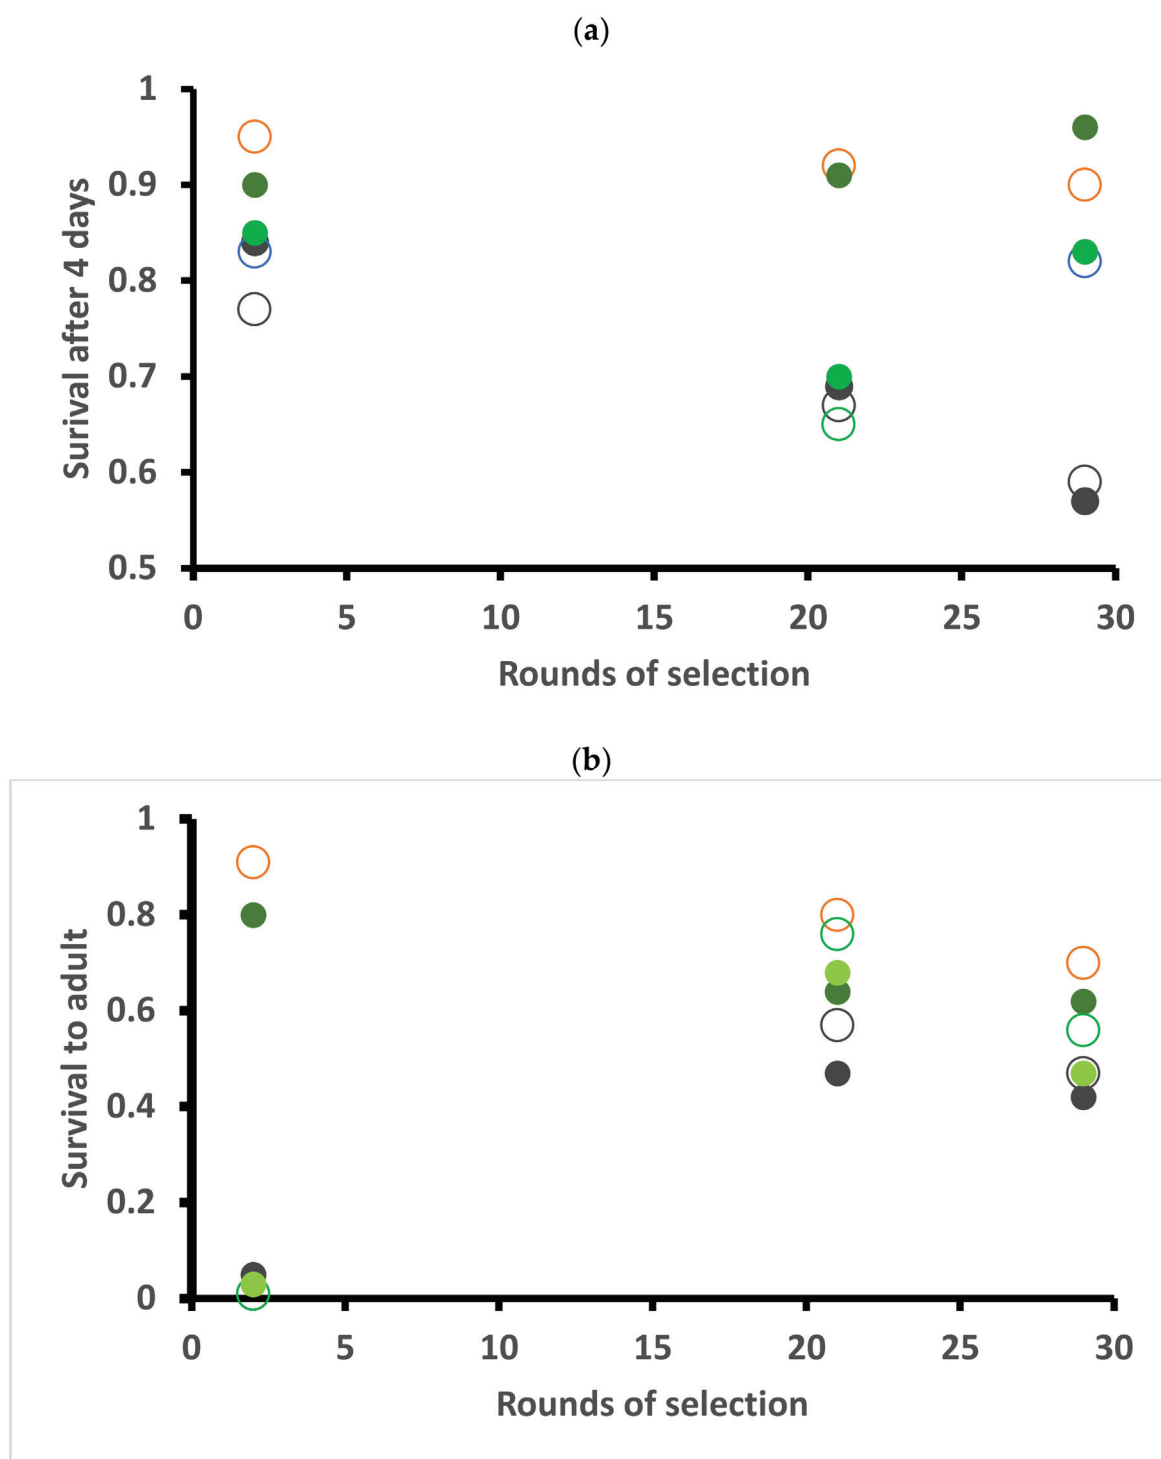 (a)
1
0.9
0.8
0.7
0.6
0.5
Surival after 4 days
0 5 10 15 20 25 30
Rounds of selection
(b)
1
0.8
0.6
0.4
0.2
0
Survival to adult
0 5 10 15 20 25 30
Rounds of selection